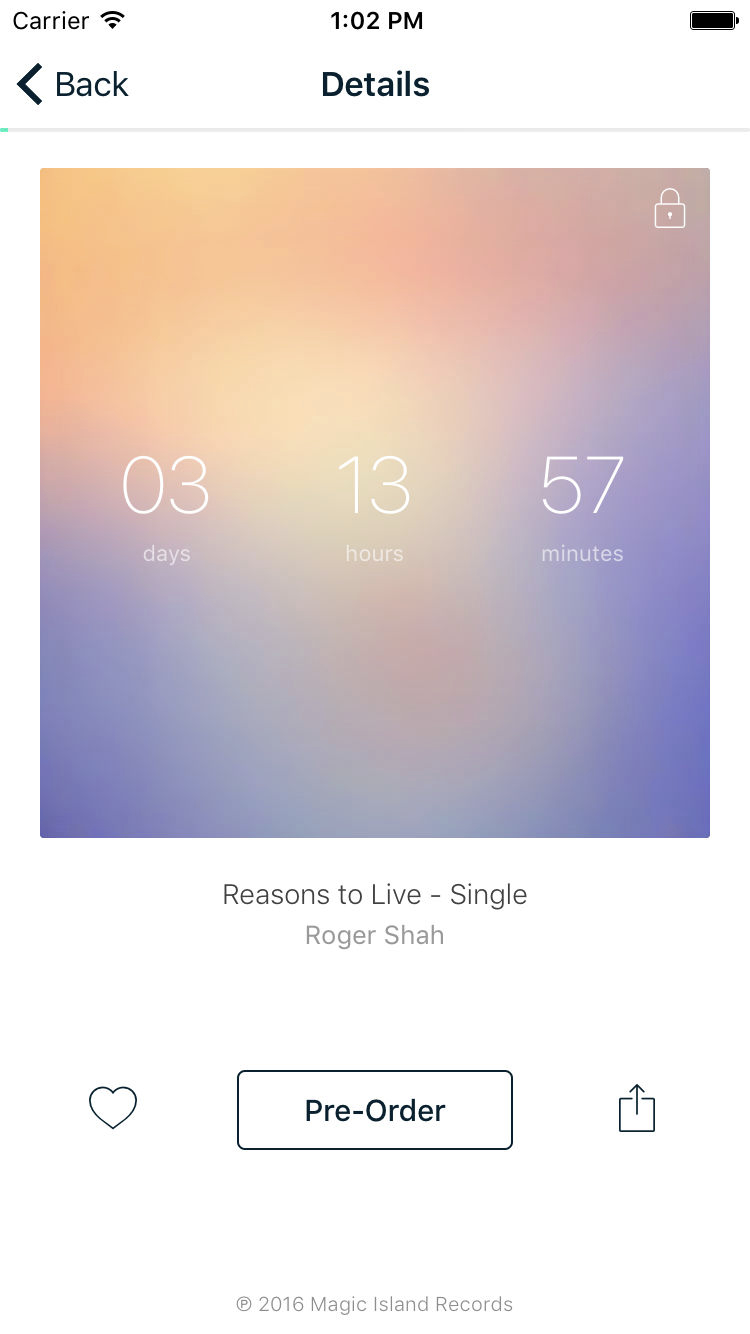 Carrier 1:02 PM
Back Details
03 13 57
days hours minutes
Reasons to Live - Single
Roger Shah
Pre-Order
℗ 2016 Magic Island Records